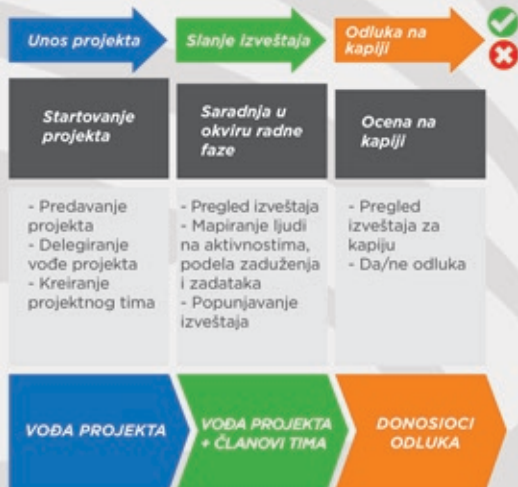 Unos projekta
Slanje izveštaja
Odluka na
kapiji
Startovanje
projekta
Saradnja u
okviru radne
faze
Ocena na
kapiji
- Predavanje
projekta
- Delegiranje
vođe projekta
- Kreiranje
projektnog tima
- Pregled izveštaja
- Mapiranje ljudi
na aktivnostima,
podela zaduženja
i zadataka
- Popunjavanje
izveštaja
- Pregled
izveštaja za
kapiju
- Da/ne odluka
VOĐA PROJEKTA
VOĐA PROJEKTA
+ ČLANOVI TIMA
DONOSIOCI
ODLUKA